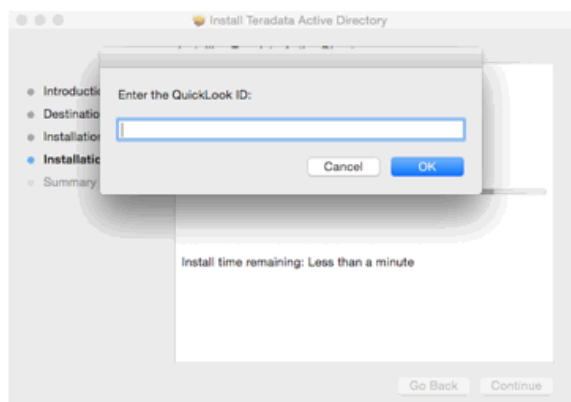 Install Teradata Active Directory
Enter the QuickLook ID:
Cancel
OK
Introductio
Destinatio
Installation
Installatio
Summary
Install time remaining: Less than a minute
Go Back
Continue